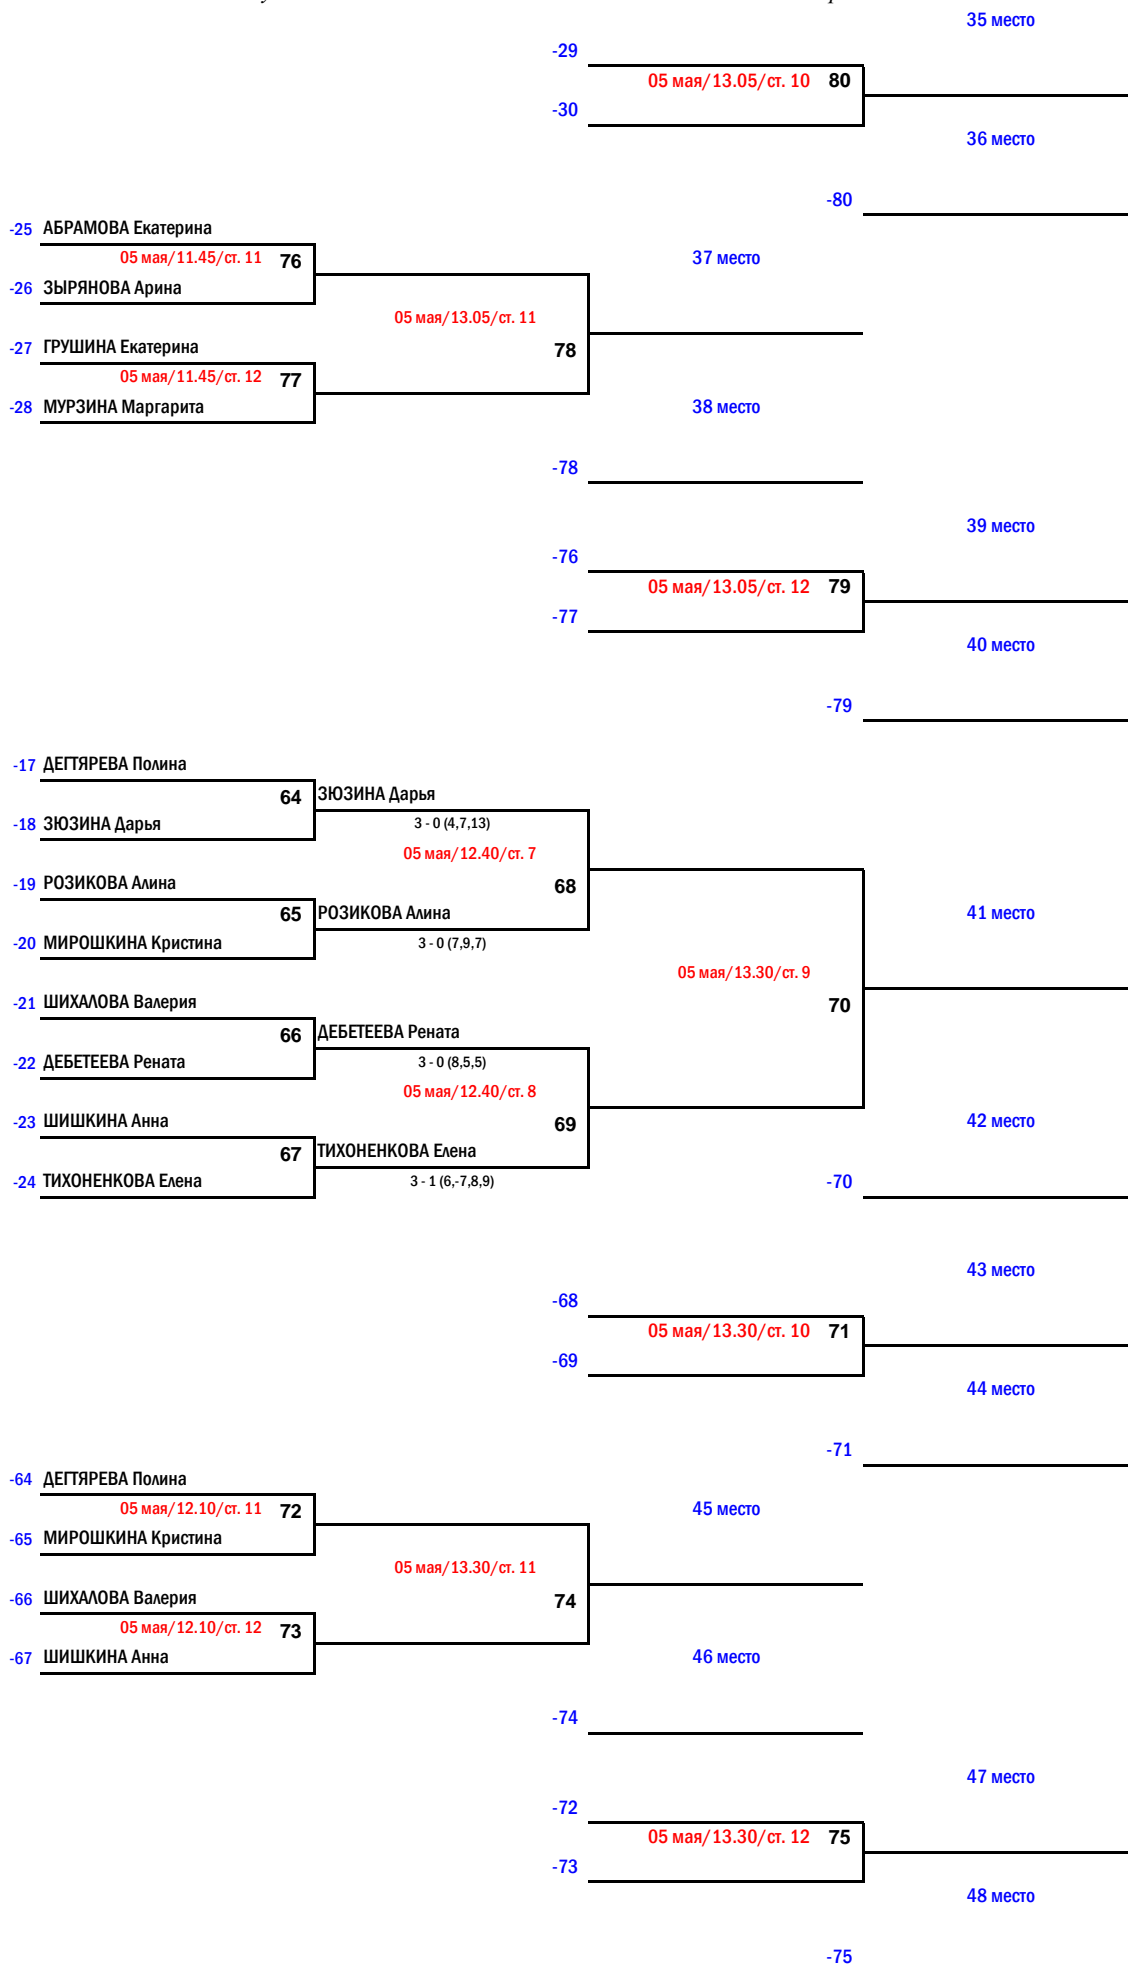 35 место
-29
05 мая/13.05/ст. 10 80
-30
36 место
-80
-25 АБРАМОВА Екатерина
05 мая/11.45/ст. 11 76
37 место
-26 ЗЫРЯНОВА Арина
05 мая/13.05/ст. 11
-27 ГРУШИНА Екатерина
78
05 мая/11.45/ст. 12 77
-28 МУРЗИНА Маргарита
38 место
-78
39 место
-76
05 мая/13.05/ст. 12 79
-77
40 место
-79
-17 ДЕГТЯРЕВА Полина
64 ЗЮЗИНА Дарья
-18 ЗЮЗИНА Дарья
3 - 0 (4,7,13)
05 мая/12.40/ст. 7
-19 РОЗИКОВА Алина
68
65 РОЗИКОВА Алина
41 место
-20 МИРОШКИНА Кристина
3 - 0 (7,9,7)
05 мая/13.30/ст. 9
-21 ШИХАЛОВА Валерия
70
66 ДЕБЕТЕЕВА Рената
-22 ДЕБЕТЕЕВА Рената
3 - 0 (8,5,5)
05 мая/12.40/ст. 8
-23 ШИШКИНА Анна
69
42 место
67 ТИХОНЕНКОВА Елена
-24 ТИХОНЕНКОВА Елена
3 - 1 (6,-7,8,9)
-70
43 место
-68
05 мая/13.30/ст. 10 71
-69
44 место
-71
-64 ДЕГТЯРЕВА Полина
05 мая/12.10/ст. 11 72
45 место
-65 МИРОШКИНА Кристина
05 мая/13.30/ст. 11
-66 ШИХАЛОВА Валерия
74
05 мая/12.10/ст. 12 73
-67 ШИШКИНА Анна
46 место
-74
47 место
-72
05 мая/13.30/ст. 12 75
-73
48 место
-75